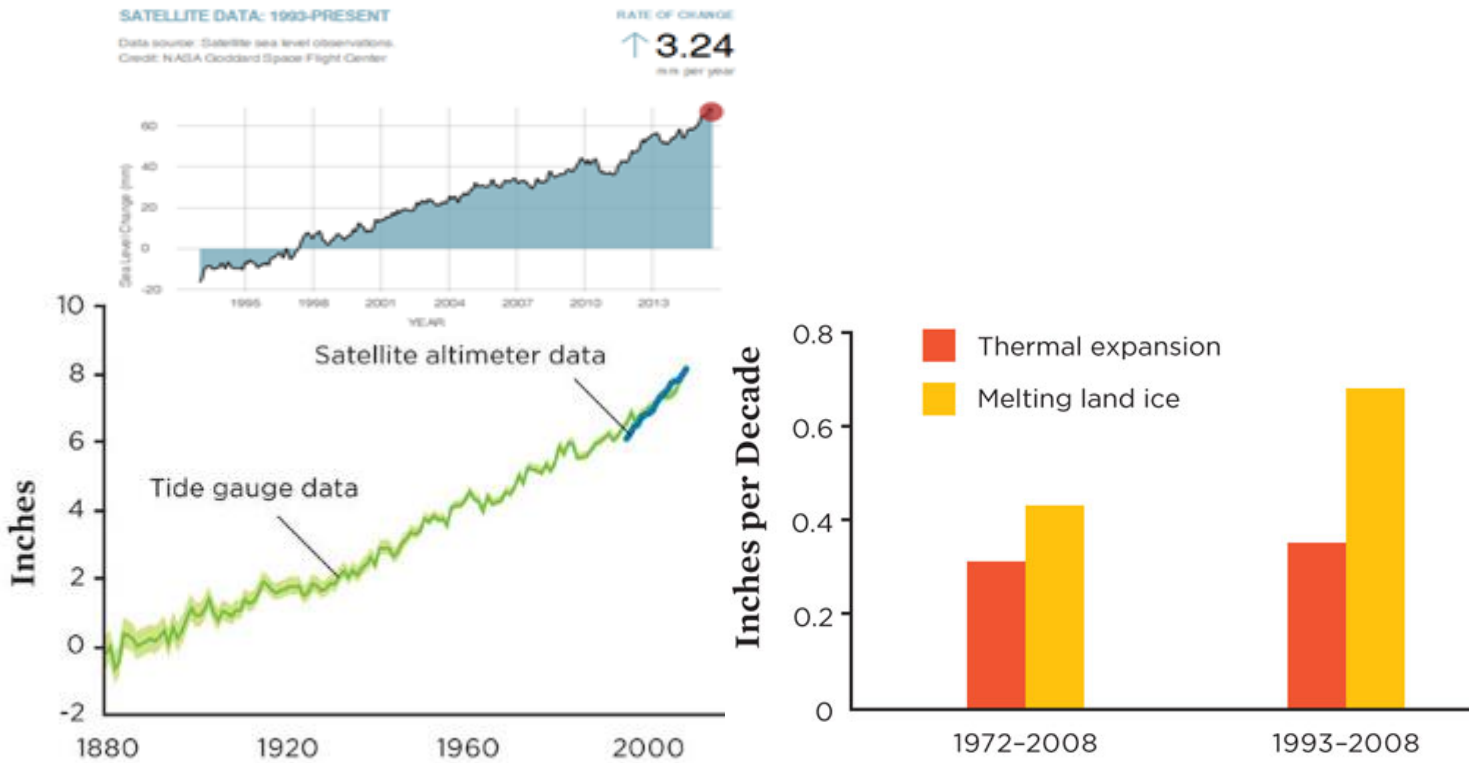 SATELLITE DATA: 1993-PRESENT
Data source: Satellite sea level observations.
Credit: NASA Goddard Space Flight Center
RATE OF CHANGE
↑ 3.24
mm per year
Sea Level Change (mm)
60
40
20
0
-20
1995 1998 2001 2004 2007 2010 2013
YEAR
Inches
10
8
6
4
2
0
-2
Satellite altimeter data
Tide gauge data
1880 1920 1960 2000
Inches per Decade
0.8
0.6
0.4
0.2
0
Thermal expansion
Melting land ice
1972–2008 1993–2008